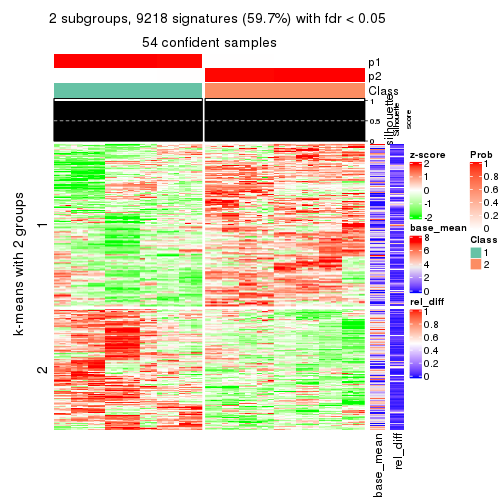 2 subgroups, 9218 signatures (59.7%) with fdr < 0.05
54 confident samples
p1
p2
Class
1
0.5
0
silhouette
Silhouette
score
k-means with 2 groups
1
2
base_mean
rel_diff
z-score
2
1
0
-1
-2
base_mean
8
6
4
2
0
rel_diff
1
0.8
0.6
0.4
0.2
0
Prob
1
0.8
0.6
0.4
0.2
0
Class
1
2